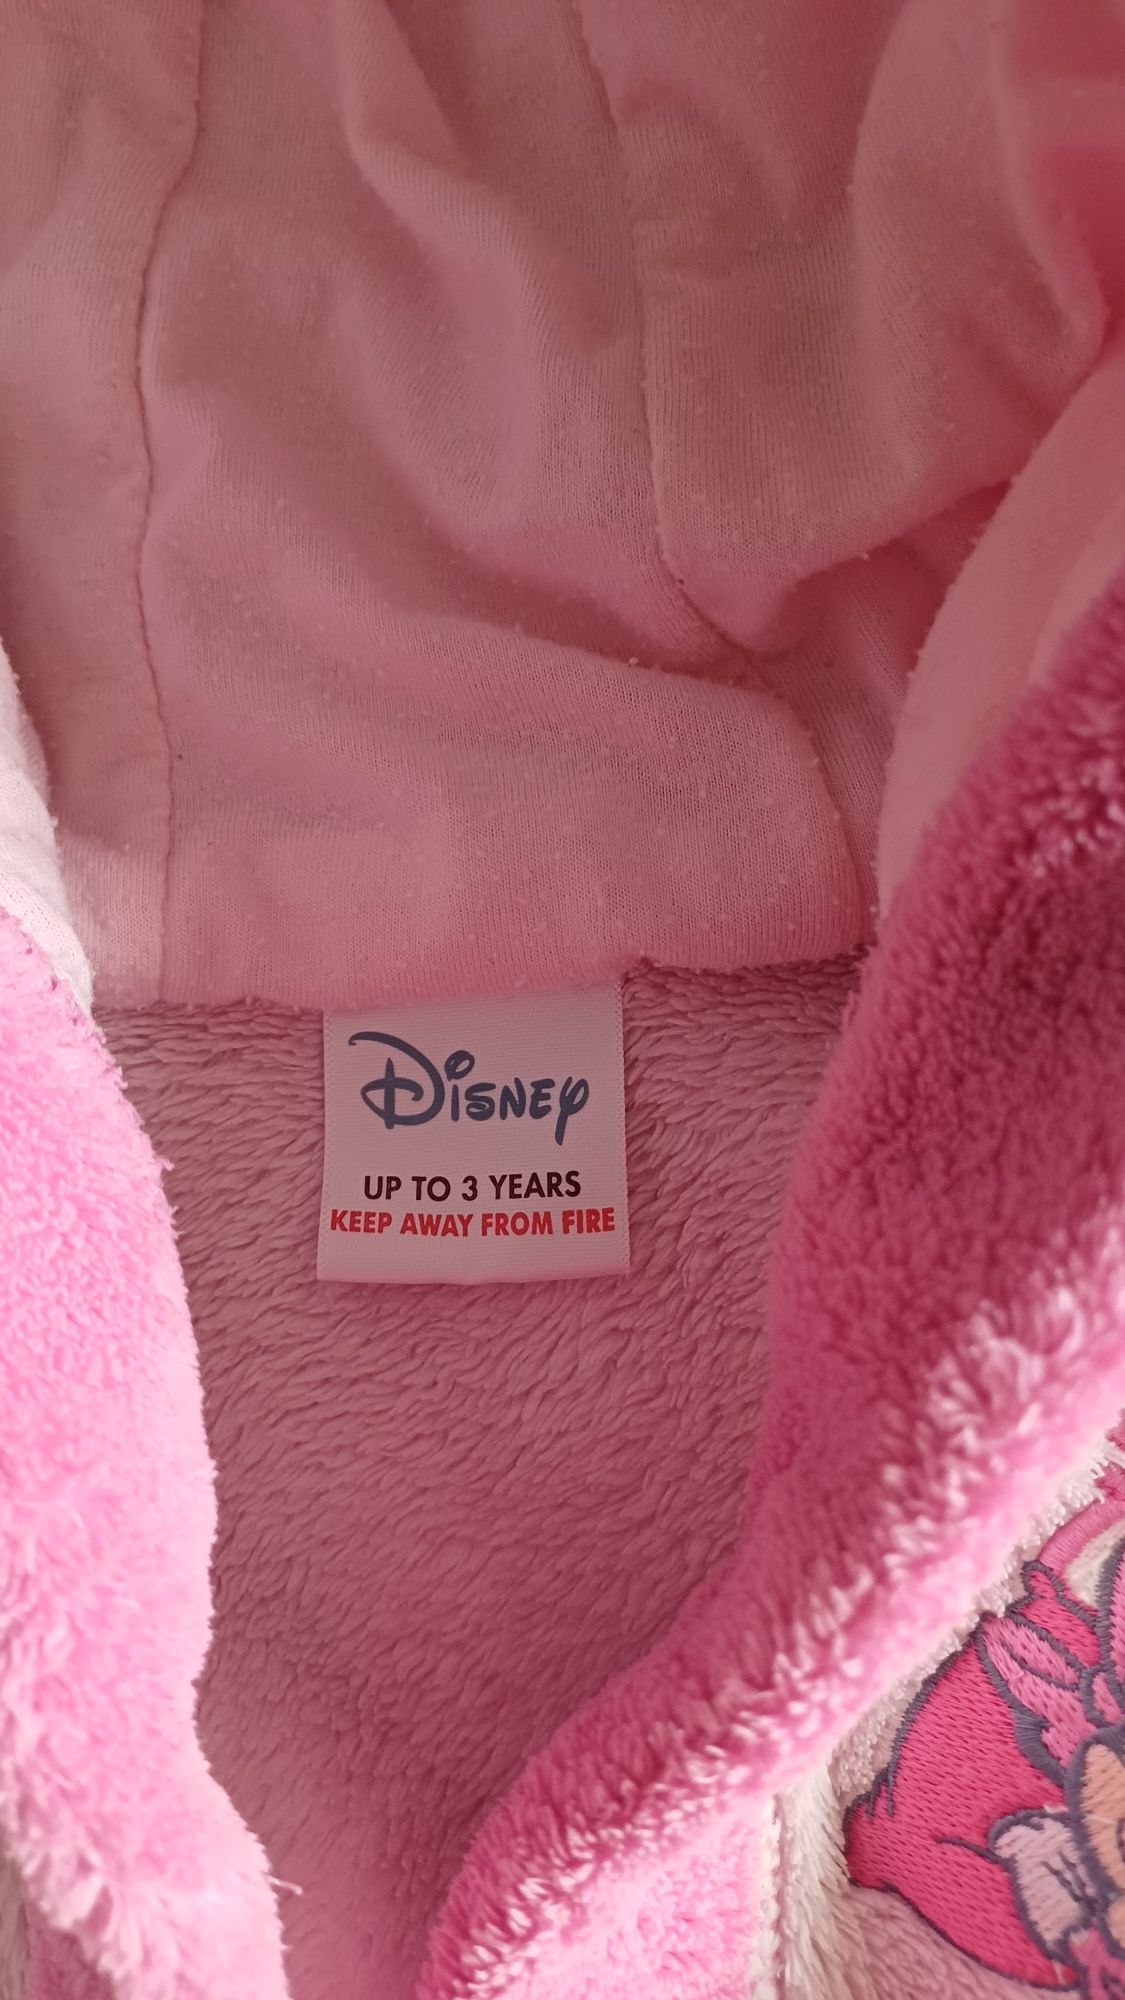 Disney
UP TO 3 YEARS
KEEP AWAY FROM FIRE